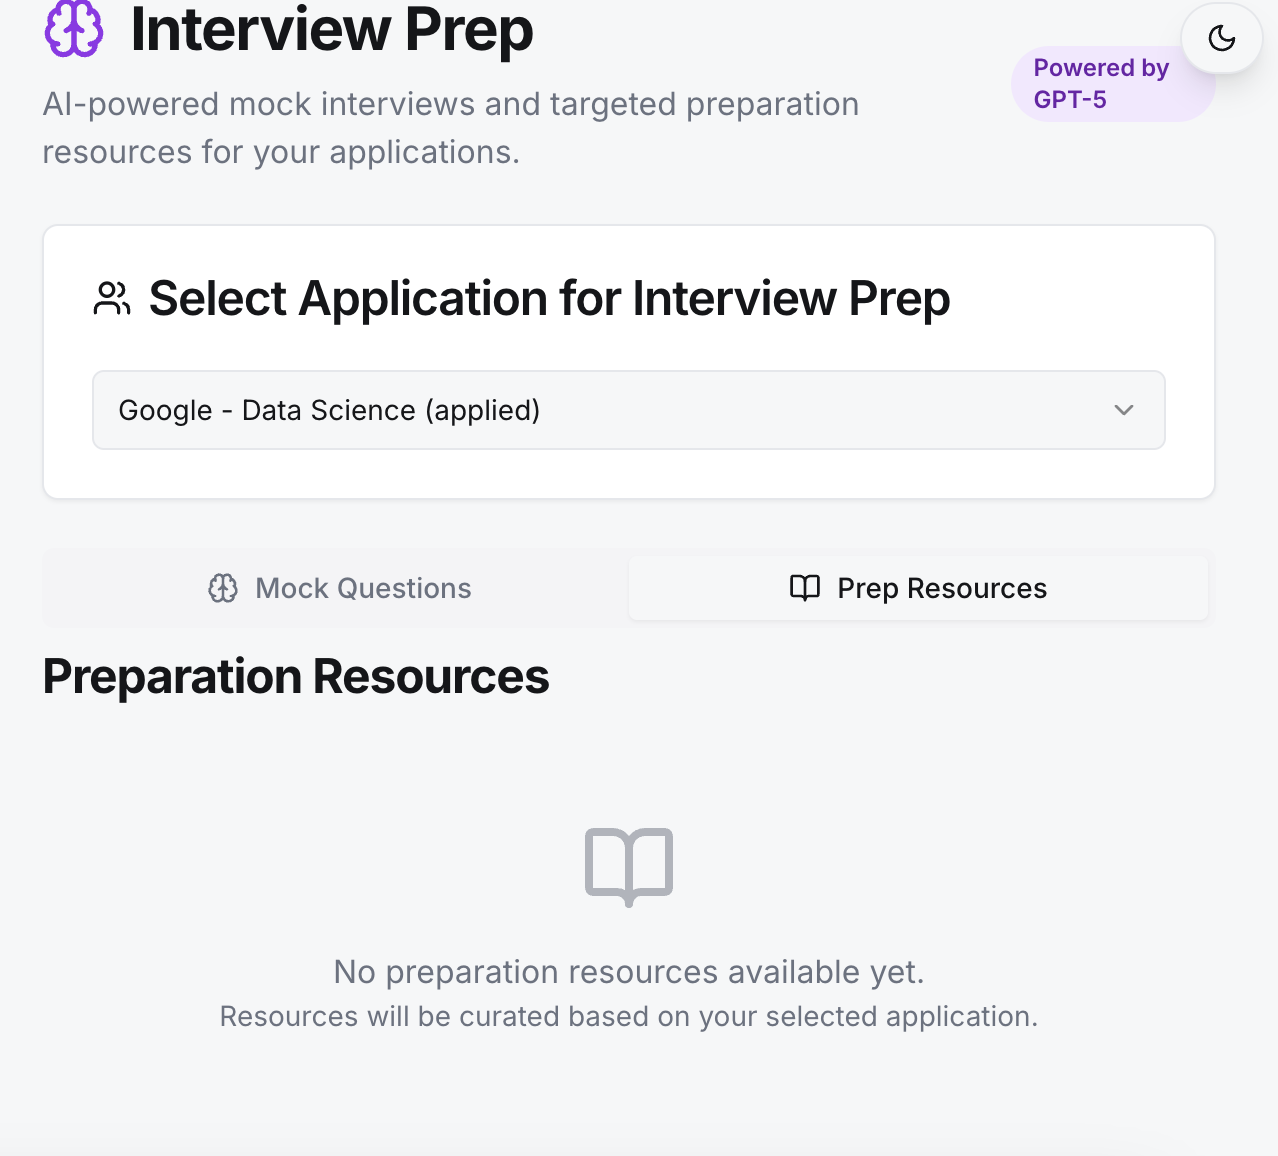 Interview Prep
AI-powered mock interviews and targeted preparation
resources for your applications.
Powered by
GPT-5
Select Application for Interview Prep
Google - Data Science (applied)
Mock Questions
Prep Resources
Preparation Resources
No preparation resources available yet.
Resources will be curated based on your selected application.